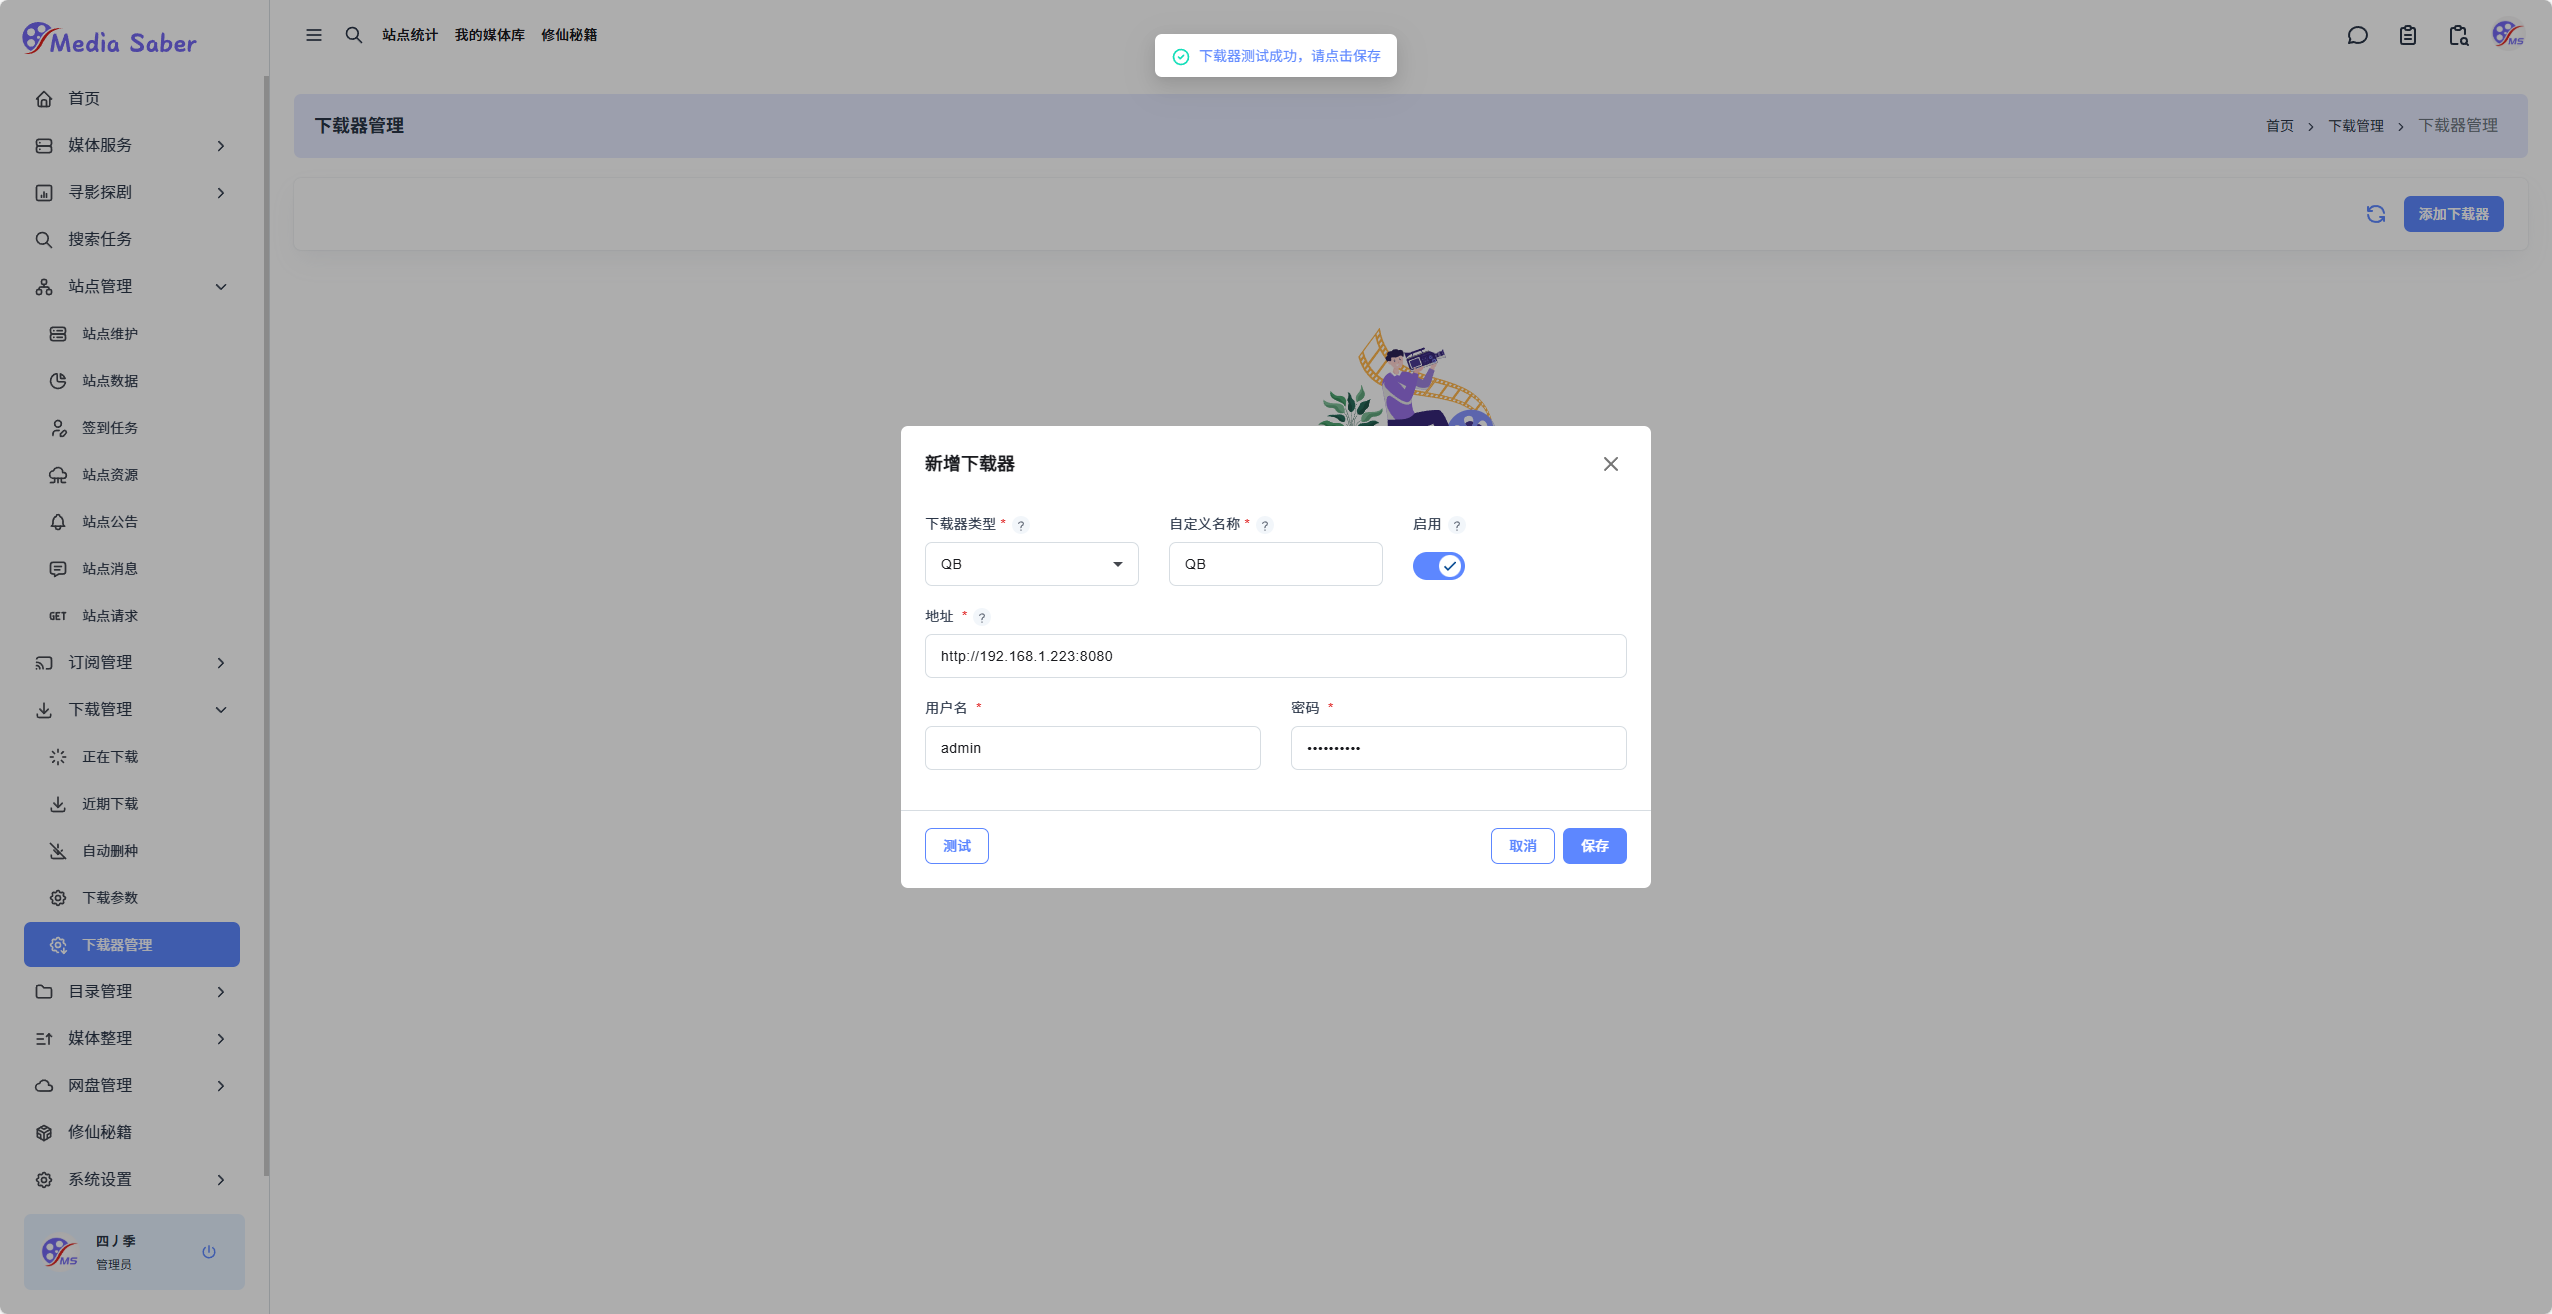 Media Saber
站点统计 我的媒体库 修仙秘籍
下载器测试成功，请点击保存
首页
媒体服务
寻影探剧
搜索任务
站点管理
站点维护
站点数据
签到任务
站点资源
站点公告
站点消息
GET 站点请求
订阅管理
下载管理
正在下载
近期下载
自动删种
下载参数
下载器管理
目录管理
媒体整理
网盘管理
修仙秘籍
系统设置
四丿季
管理员
MS
MS
下载器管理
首页 > 下载管理 > 下载器管理
添加下载器
新增下载器
下载器类型 * ? 自定义名称 * ? 启用 ?
QB QB
地址 * ?
http://192.168.1.223:8080
用户名 * 密码 *
admin ••••••••••
测试 取消 保存